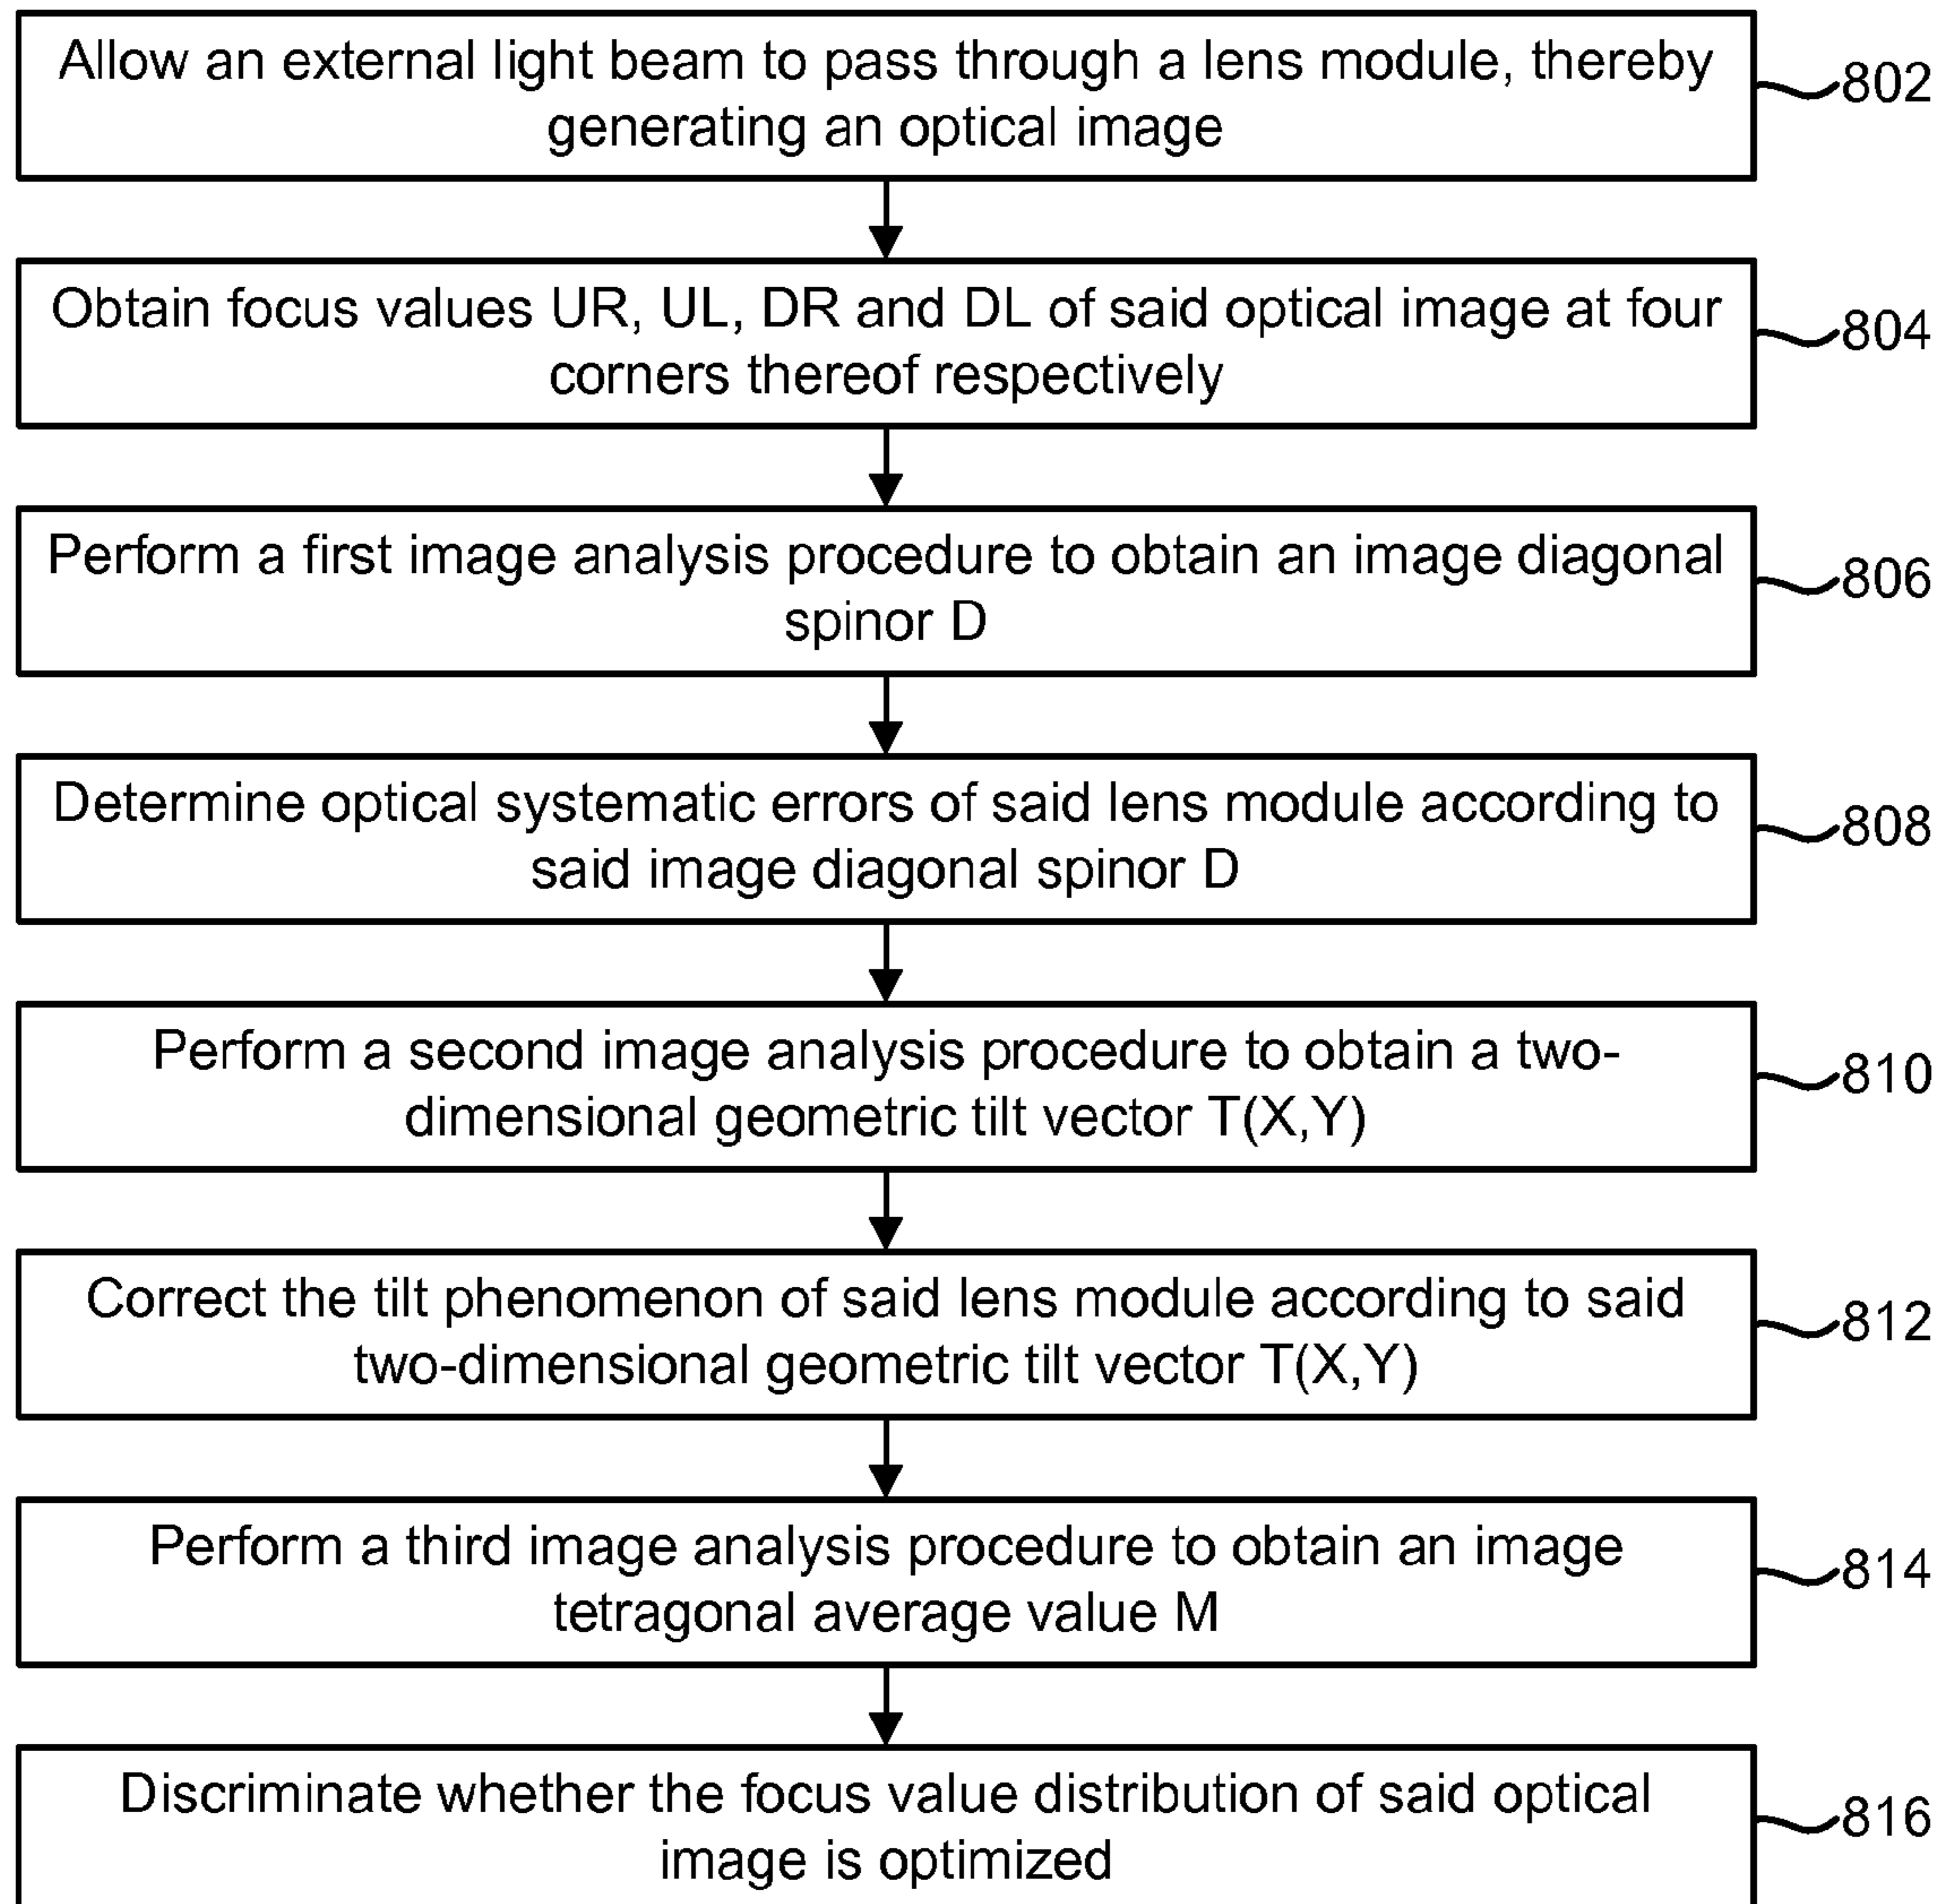 Allow an external light beam to pass through a lens module, thereby
generating an optical image
802
Obtain focus values UR, UL, DR and DL of said optical image at four
corners thereof respectively
804
Perform a first image analysis procedure to obtain an image diagonal
spinor D
806
Determine optical systematic errors of said lens module according to
said image diagonal spinor D
808
Perform a second image analysis procedure to obtain a two-
dimensional geometric tilt vector T(X,Y)
810
Correct the tilt phenomenon of said lens module according to said
two-dimensional geometric tilt vector T(X,Y)
812
Perform a third image analysis procedure to obtain an image
tetragonal average value M
814
Discriminate whether the focus value distribution of said optical
image is optimized
816